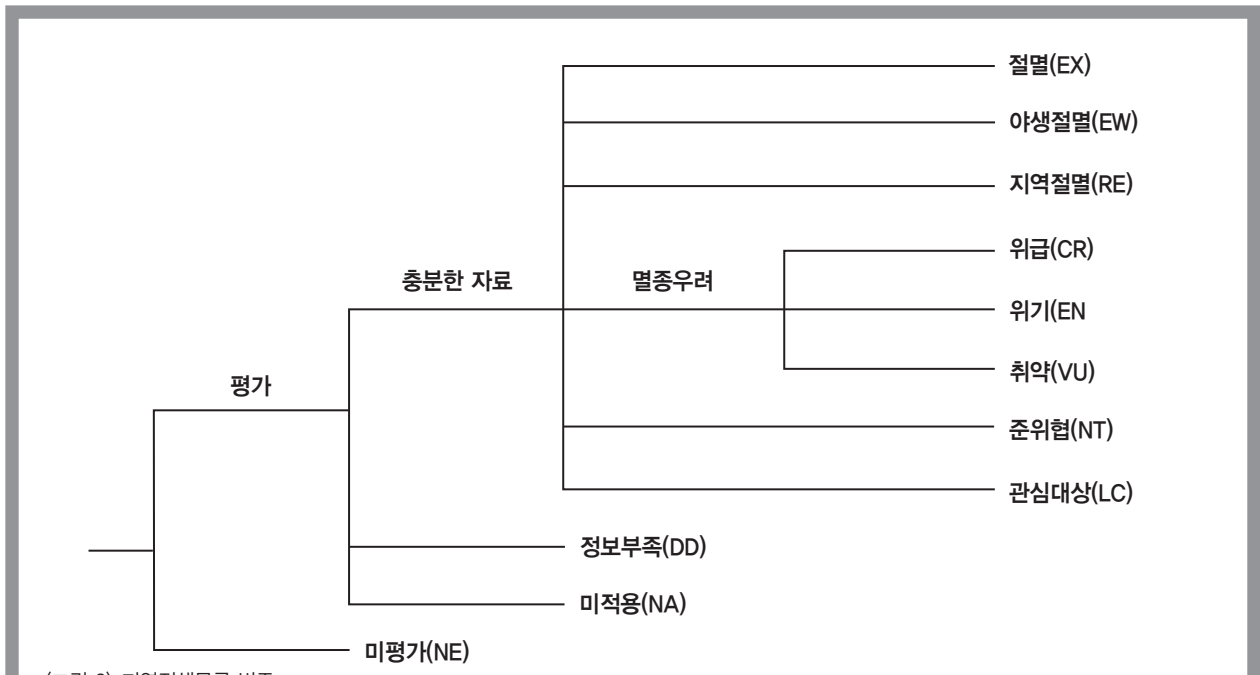 절멸(EX)
야생절멸(EW)
지역절멸(RE)
위급(CR)
충분한 자료
멸종우려
위기(EN
취약(VU)
평가
준위협(NT)
관심대상(LC)
정보부족(DD)
미적용(NA)
미평가(NE)